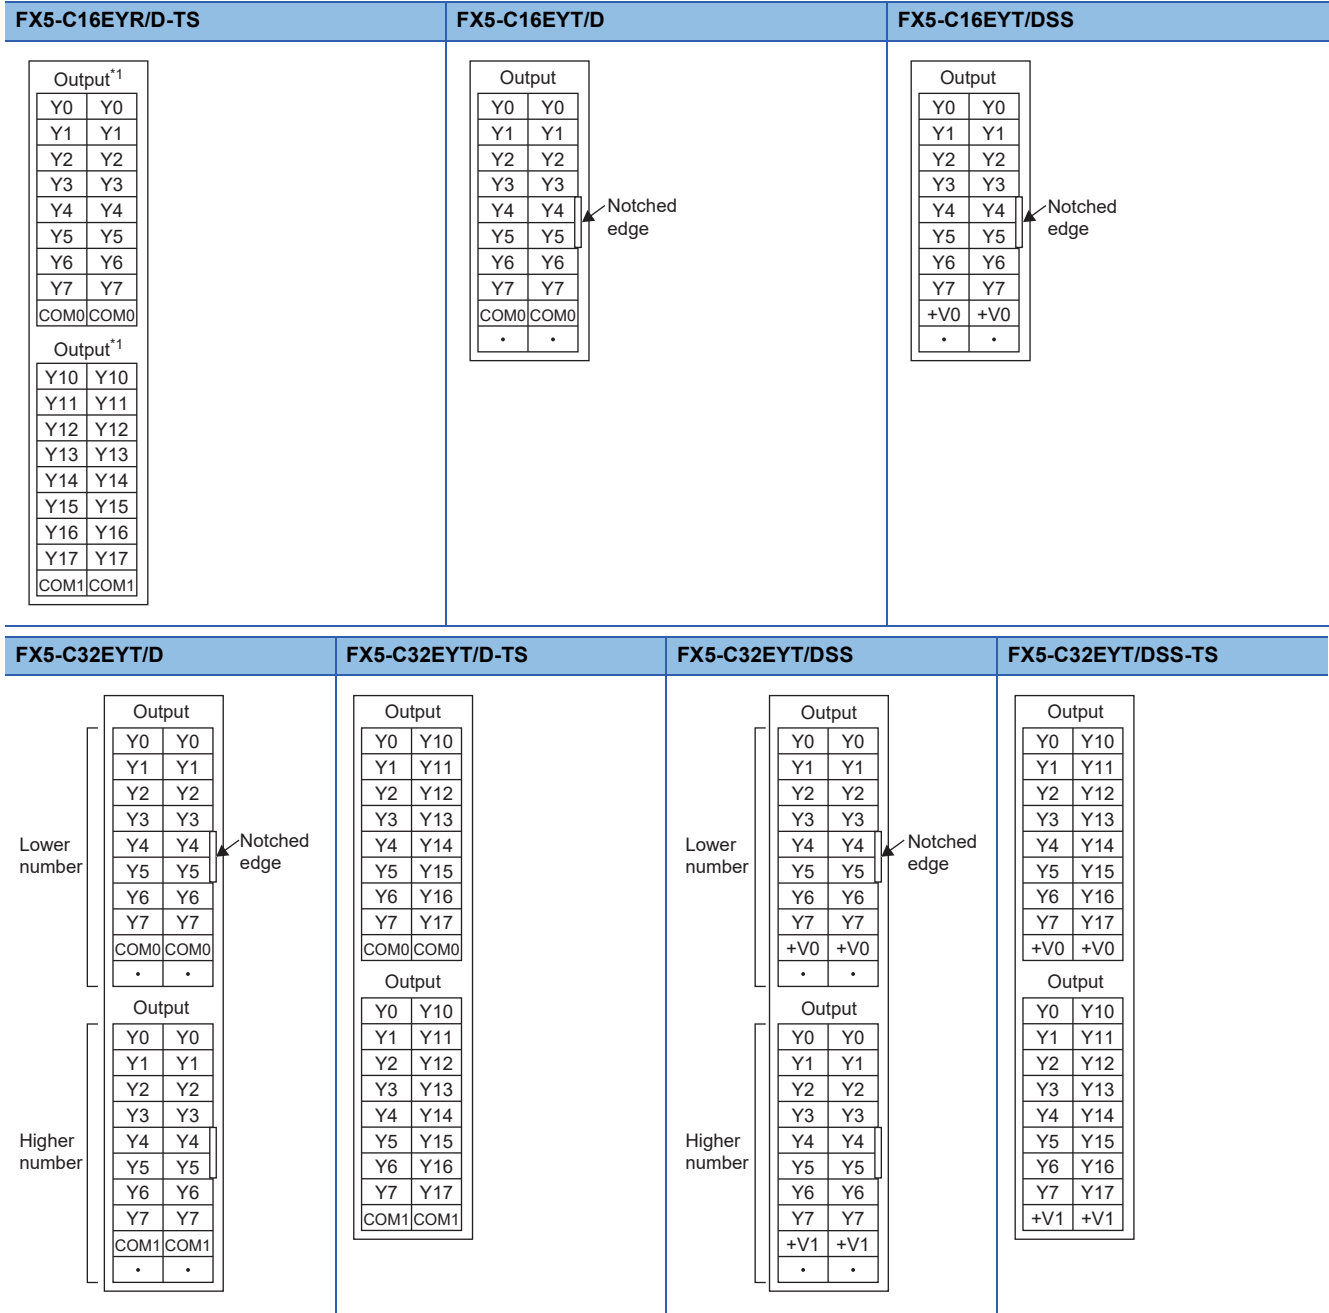 FX5-C16EYR/D-TS FX5-C16EYT/D FX5-C16EYT/DSS
Output*1
Y0 Y0
Y1 Y1
Y2 Y2
Y3 Y3
Y4 Y4
Y5 Y5
Y6 Y6
Y7 Y7
COM0 COM0
Output*1
Y10 Y10
Y11 Y11
Y12 Y12
Y13 Y13
Y14 Y14
Y15 Y15
Y16 Y16
Y17 Y17
COM1 COM1
Output
Y0 Y0
Y1 Y1
Y2 Y2
Y3 Y3
Y4 Y4
Y5 Y5
Y6 Y6
Y7 Y7
COM0 COM0
• •
Notched
edge
Output
Y0 Y0
Y1 Y1
Y2 Y2
Y3 Y3
Y4 Y4
Y5 Y5
Y6 Y6
Y7 Y7
+V0 +V0
• •
Notched
edge
FX5-C32EYT/D FX5-C32EYT/D-TS FX5-C32EYT/DSS FX5-C32EYT/DSS-TS
Lower
number
Output
Y0 Y0
Y1 Y1
Y2 Y2
Y3 Y3
Y4 Y4
Y5 Y5
Y6 Y6
Y7 Y7
COM0 COM0
• •
Notched
edge
Higher
number
Output
Y0 Y0
Y1 Y1
Y2 Y2
Y3 Y3
Y4 Y4
Y5 Y5
Y6 Y6
Y7 Y7
COM1 COM1
• •
Output
Y0 Y10
Y1 Y11
Y2 Y12
Y3 Y13
Y4 Y14
Y5 Y15
Y6 Y16
Y7 Y17
COM0 COM0
Output
Y0 Y10
Y1 Y11
Y2 Y12
Y3 Y13
Y4 Y14
Y5 Y15
Y6 Y16
Y7 Y17
COM1 COM1
Lower
number
Output
Y0 Y0
Y1 Y1
Y2 Y2
Y3 Y3
Y4 Y4
Y5 Y5
Y6 Y6
Y7 Y7
+V0 +V0
• •
Notched
edge
Higher
number
Output
Y0 Y0
Y1 Y1
Y2 Y2
Y3 Y3
Y4 Y4
Y5 Y5
Y6 Y6
Y7 Y7
+V1 +V1
• •
Output
Y0 Y10
Y1 Y11
Y2 Y12
Y3 Y13
Y4 Y14
Y5 Y15
Y6 Y16
Y7 Y17
+V0 +V0
Output
Y0 Y10
Y1 Y11
Y2 Y12
Y3 Y13
Y4 Y14
Y5 Y15
Y6 Y16
Y7 Y17
+V1 +V1